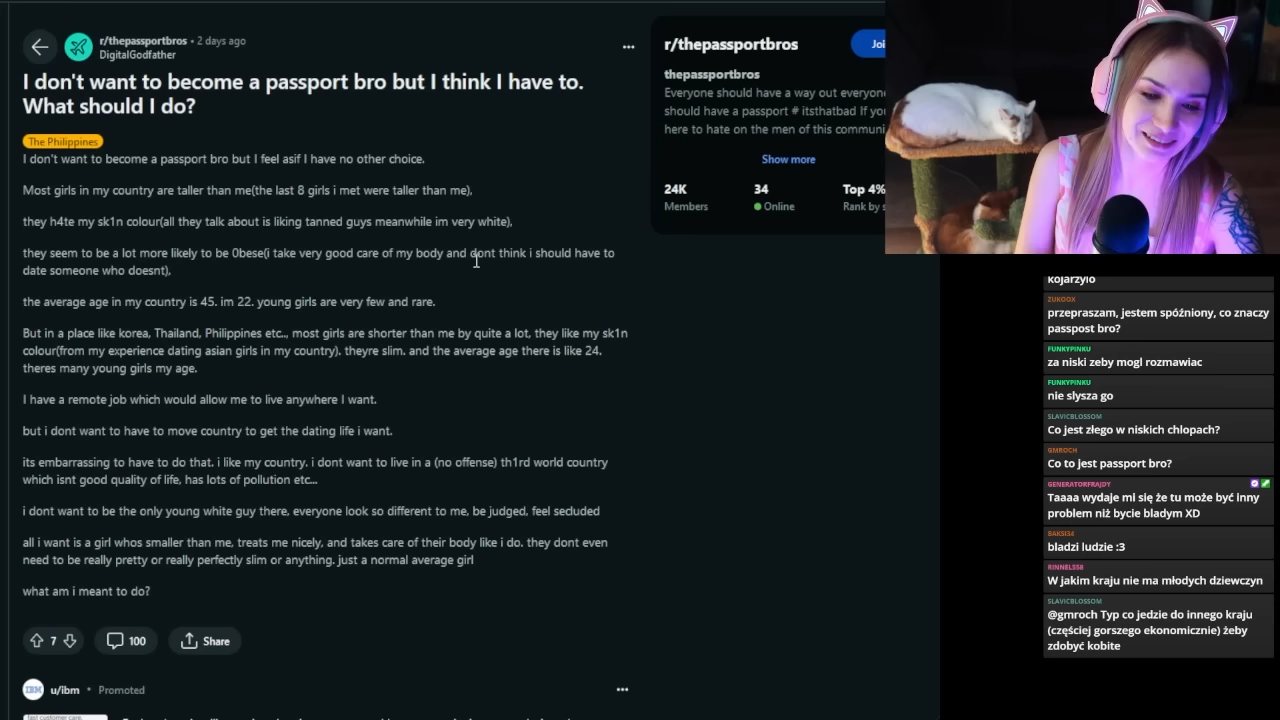 r/thepassportbros • 2 days ago
DigitalGodfather
I don't want to become a passport bro but I think I have to.
What should I do?
The Philippines
I don't want to become a passport bro but I feel asif I have no other choice.
Most girls in my country are taller than me(the last 8 girls i met were taller than me),
they h4te my sk1n colour(all they talk about is liking tanned guys meanwhile im very white),
they seem to be a lot more likely to be 0bese(i take very good care of my body and dont think i should have to
date someone who doesnt),
the average age in my country is 45. im 22. young girls are very few and rare.
But in a place like korea, Thailand, Philippines etc.., most girls are shorter than me by quite a lot, they like my sk1n
colour(from my experience dating asian girls in my country). theyre slim. and the average age there is like 24.
theres many young girls my age.
I have a remote job which would allow me to live anywhere I want.
but i dont want to have to move country to get the dating life i want.
its embarrassing to have to do that. i like my country. i dont want to live in a (no offense) th1rd world country
which isnt good quality of life, has lots of pollution etc...
i dont want to be the only young white guy there, everyone look so different to me, be judged, feel secluded
all i want is a girl whos smaller than me, treats me nicely, and takes care of their body like i do. they dont even
need to be really pretty or really perfectly slim or anything. just a normal average girl
what am i meant to do?
7
100
Share
IBM
u/ibm • Promoted
r/thepassportbros
Joi
thepassportbros
Everyone should have a way out everyone
should have a passport # itsthatbad If you
here to hate on the men of this communi
Show more
24K
34
Top 4%
Members
Online
Rank by s
kojarzyło
ZUKOOX
przepraszam, jestem spóźniony, co znaczy
passpost bro?
FUNKYPINKU
za niski zeby mogl rozmawiac
FUNKYPINKU
nie slysza go
SLAVICBLOSSOM
Co jest złego w niskich chlopach?
GMROCH
Co to jest passport bro?
GENERATORFRAJDY
Taaaa wydaje mi się że tu może być inny
problem niż bycie bladym XD
BAKSI34
bladzi ludzie :3
RINNELS58
W jakim kraju nie ma młodych dziewczyn
SLAVICBLOSSOM
@gmroch Typ co jedzie do innego kraju
(częściej gorszego ekonomicznie) żeby
zdobyć kobite